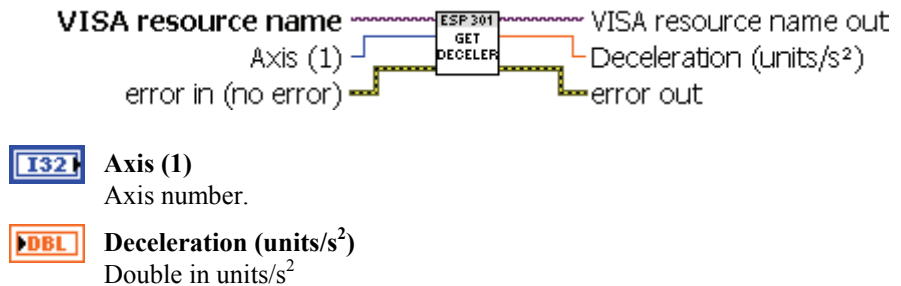 VISA resource name ESP 301 VISA resource name out
Axis (1) GET Deceleration (units/s²)
DECELER
error in (no error) error out
I32 Axis (1)
Axis number.
DBL Deceleration (units/s²)
Double in units/s²